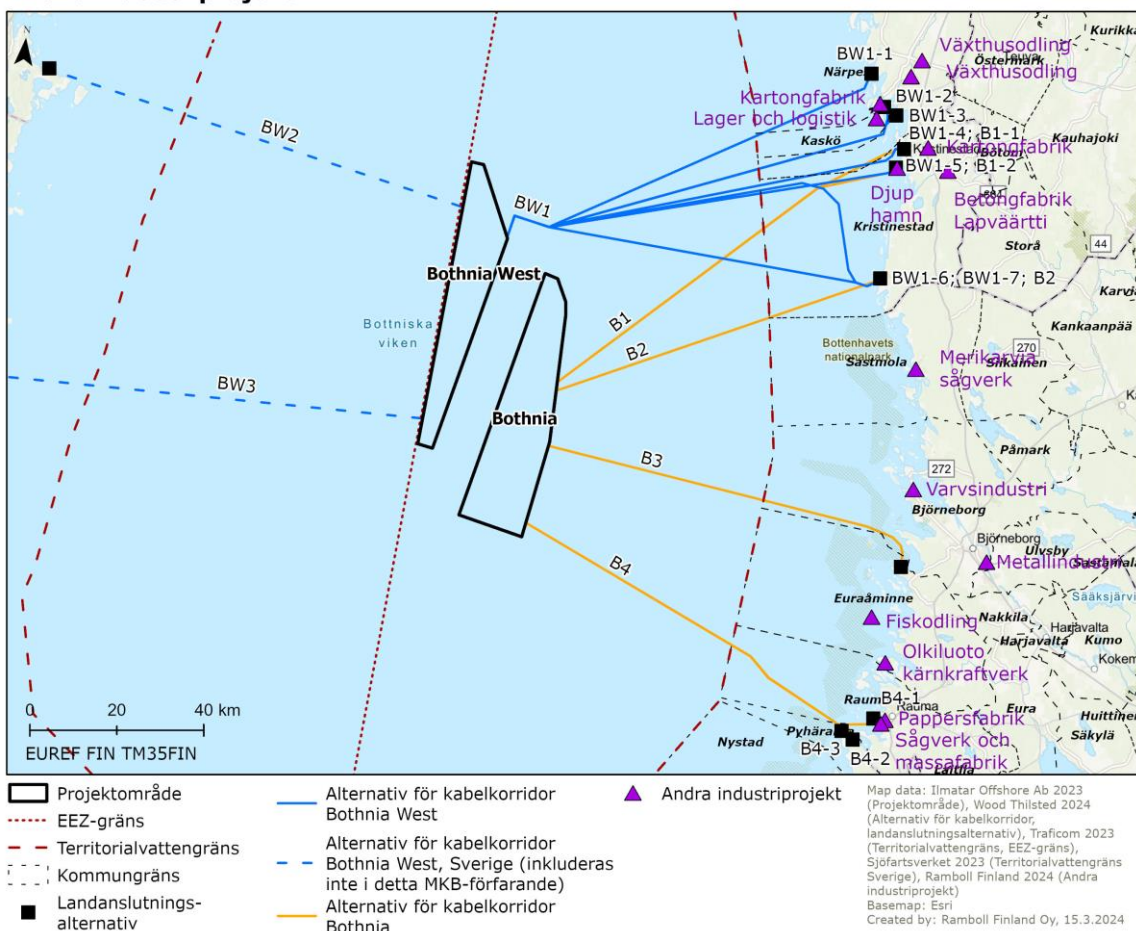 BW1-1
Växthusodling
Kurikka
Teuva
Östermark
Närpes
Växthusodling
Kartongfabrik
BW1-2
Lager och logistik
BW1-3
Kauhajoki
Kaskö
BW1-4; B1-1
Kartongfabrik
BW1-5; B1-2
BW2
BW1
Djup
hamn
Betongfabrik
Lapväärtti
Kristinestad
Storå
44
Bothnia West
BW1-6; BW1-7; B2
Bottniska
viken
Kankaanpää
B1
B2
Bottenhavets
nationalpark
270
Sastmola
Siikainen
Merikarvia
sågverk
BW3
Bothnia
Påmark
B3
272
Varvsindustri
Björneborg
Björneborg
Ulvsby
Metallindustri
Sastamala
Sääksjärvi
B4
Euraåminne
Nakkila
Fiskodling
Harjavalta
Harjavalta
Kumo
Olkiluoto
kärnkraftverk
B4-1
Rauma
Eura
0 20 40 km
Pappersfabrik
Sågverk och
massafabrik
Säkylä
Nystad
B4-3
B4-2
Laitila
EUREF FIN TM35FIN
Projektområde
EEZ-gräns
Territorialvattengräns
Kommungräns
Landanslutnings-
alternativ
Alternativ för kabelkorridor
Bothnia West
Alternativ för kabelkorridor
Bothnia West, Sverige (inkluderas
inte i detta MKB-förfarande)
Alternativ för kabelkorridor
Bothnia
Andra industriprojekt
Map data: Ilmatar Offshore Ab 2023
(Projektområde), Wood Thilsted 2024
(Alternativ för kabelkorridor,
landanslutningsalternativ), Traficom 2023
(Territorialvattengräns, EEZ-gräns),
Sjöfartsverket 2023 (Territorialvattengräns
Sverige), Ramboll Finland 2024 (Andra
industriprojekt)
Basemap: Esri
Created by: Ramboll Finland Oy, 15.3.2024